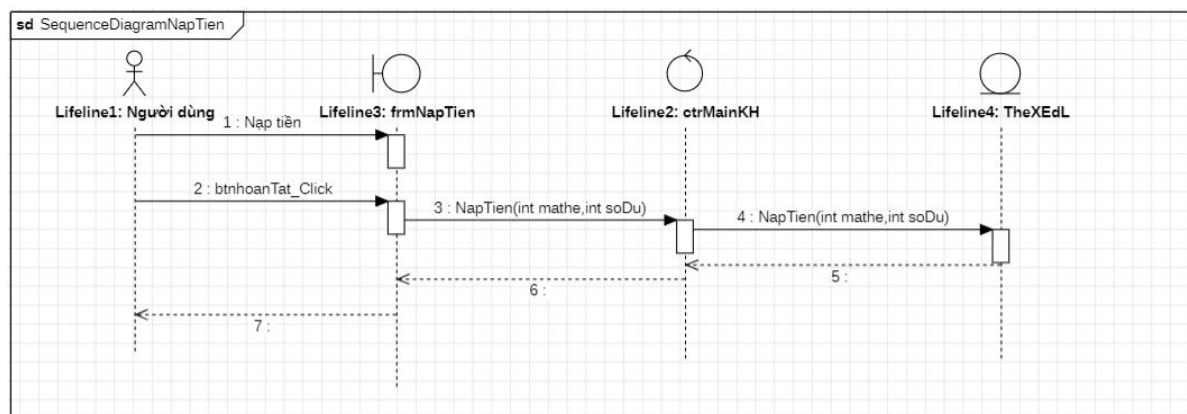 sd SequenceDiagramNapTien
Lifeline1: Người dùng
Lifeline3: frmNapTien
Lifeline2: ctrMainKH
Lifeline4: TheXEdL
1 : Nạp tiền
2 : btnhoanTat_Click
3 : NapTien(int mathe,int soDu)
4 : NapTien(int mathe,int soDu)
5 :
6 :
7 :